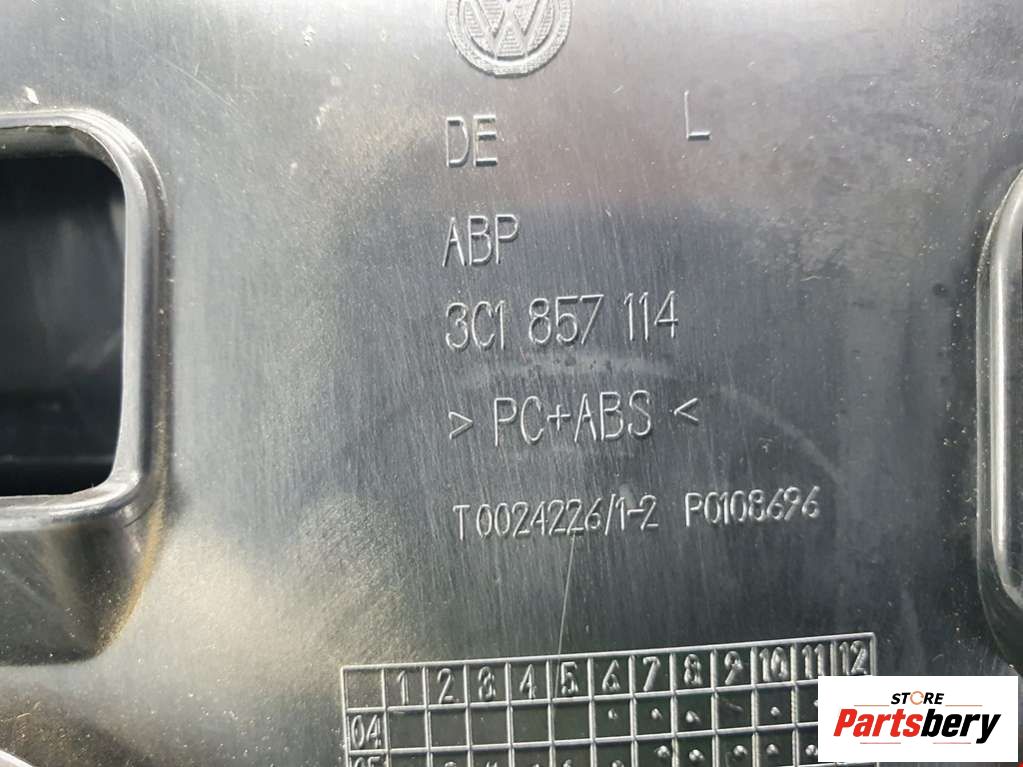 DE L
ABP
3C1 857 114
> PC+ABS <
T0024226/1-2 P0108696
1 2 3 4 5 6 7 8 9 10 11 12
04
STORE
Partsbery